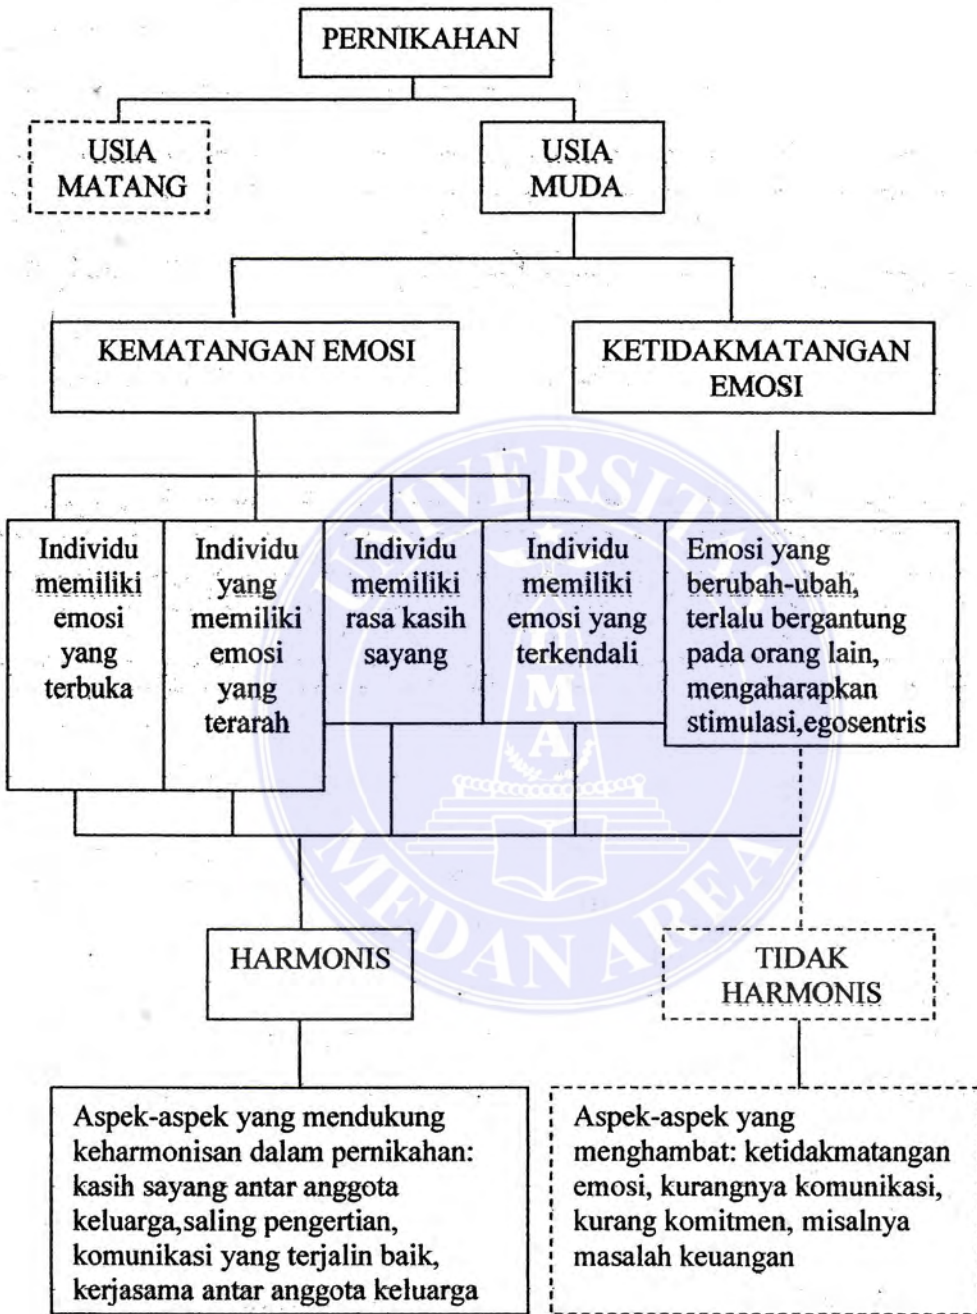 PERNIKAHAN
USIA
MATANG
USIA
MUDA
KEMATANGAN EMOSI
KETIDAKMATANGAN
EMOSI
Individu
memiliki
emosi
yang
terbuka
Individu
yang
memiliki
emosi
yang
terarah
Individu
memiliki
rasa kasih
sayang
Individu
memiliki
emosi yang
terkendali
Emosi yang
berubah-ubah,
terlalu bergantung
pada orang lain,
mengaharapkan
stimulasi,egosentris
HARMONIS
TIDAK
HARMONIS
Aspek-aspek yang mendukung
keharmonisan dalam pernikahan:
kasih sayang antar anggota
keluarga,saling pengertian,
komunikasi yang terjalin baik,
kerjasama antar anggota keluarga
Aspek-aspek yang
menghambat: ketidakmatangan
emosi, kurangnya komunikasi,
kurang komitmen, misalnya
masalah keuangan
UNIVERSITAS
UMA
MEDAN AREA